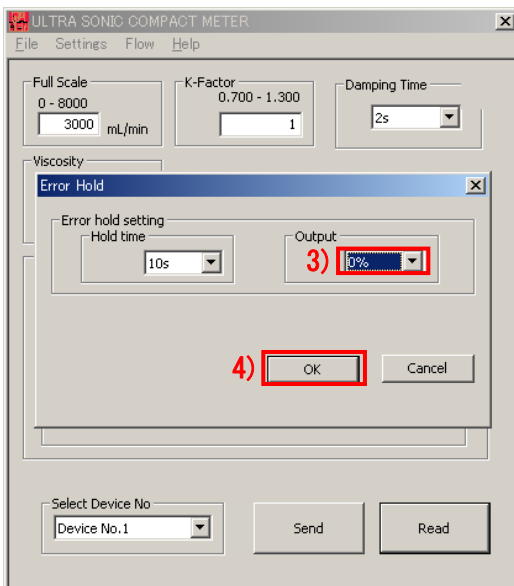 ULTRA SONIC COMPACT METER
File Settings Flow Help
Full Scale
0 - 8000
3000 mL/min
K-Factor
0.700 - 1.300
1
Damping Time
2s
Viscosity
Error Hold
Error hold setting
Hold time
10s
Output
3) 0%
4) OK
Cancel
Select Device No
Device No.1
Send
Read